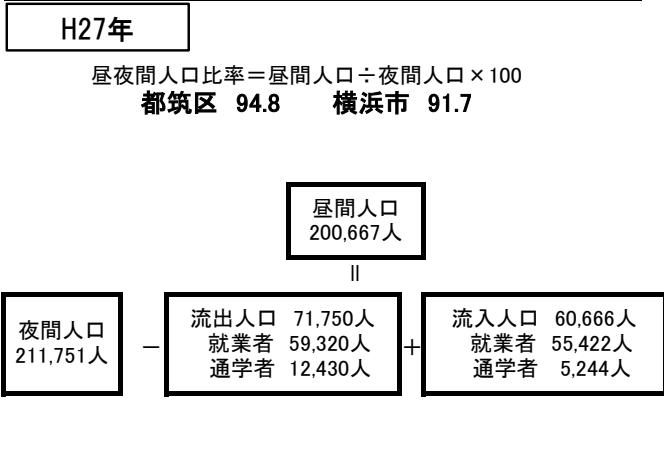 H27年
昼夜間人口比率＝昼間人口÷夜間人口×100
都筑区 94.8 横浜市 91.7
昼間人口
200,667人
＝
夜間人口
211,751人
－
流出人口 71,750人
就業者 59,320人
通学者 12,430人
＋
流入人口 60,666人
就業者 55,422人
通学者 5,244人